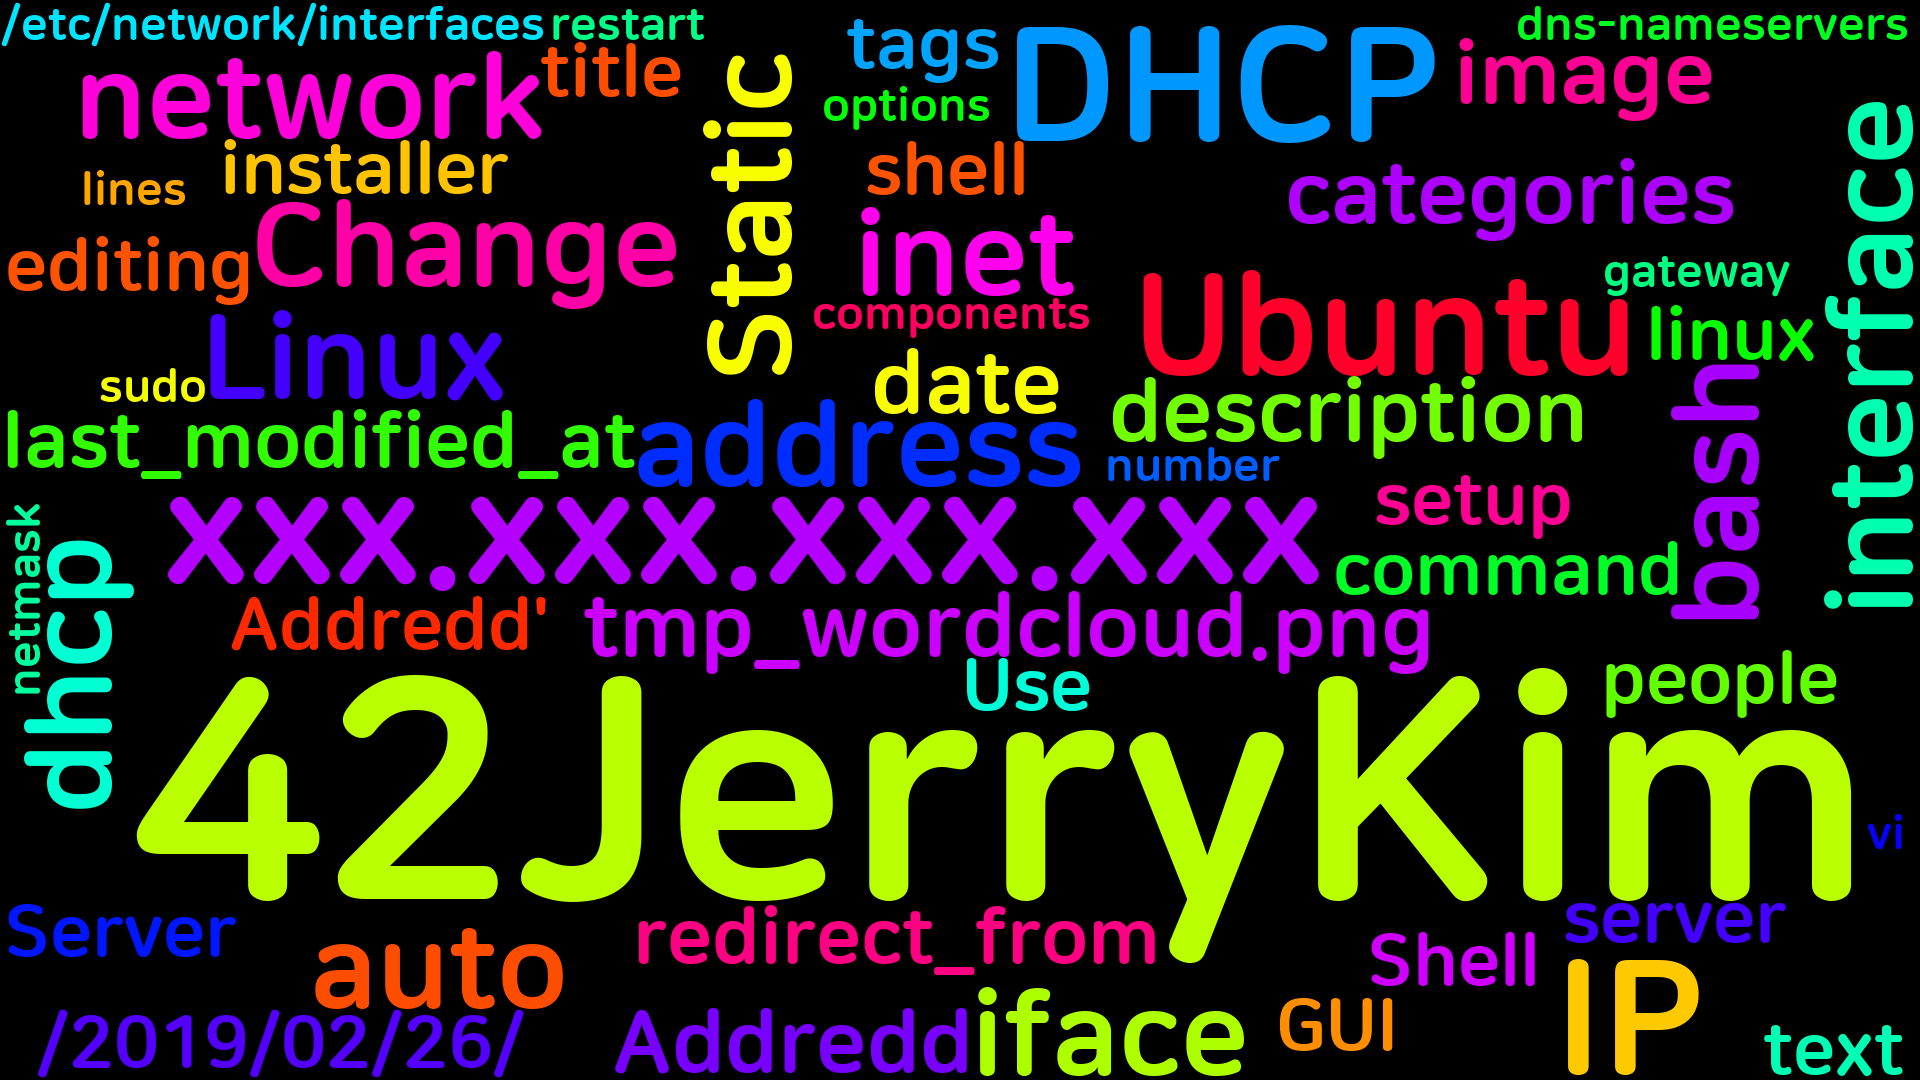 /etc/network/interfaces restart
dns-nameservers
tags
DHCP
image
title
network
Static
options
installer
shell
lines
categories
interface
Change
inet
editing
gateway
components
Ubuntu
Linux
linux
sudo
date
bash
description
last_modified_at
address
number
setup
xxx.xxx.xxx.xxx
netmask
dhcp
command
Addredd'
tmp_wordcloud.png
Use
people
42JerryKim
vi
Server
auto
redirect_from
server
Shell
IP
/2019/02/26/
Addredd
iface
GUI
text